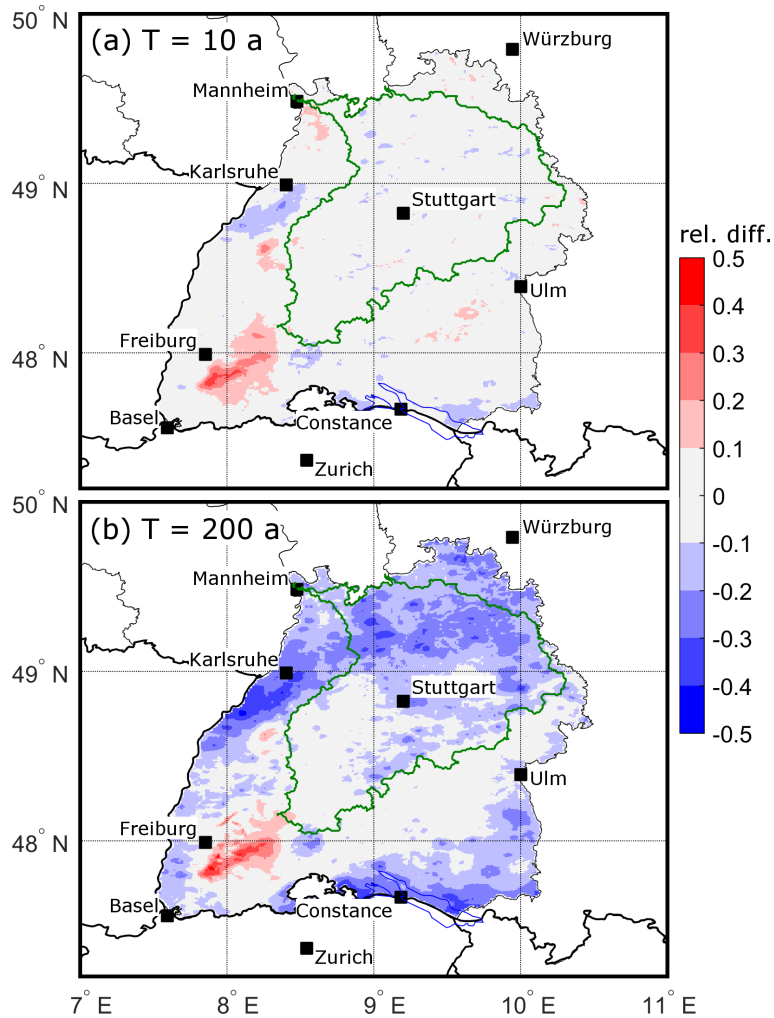 50° N
(a) T = 10 a
Würzburg
Mannheim
Karlsruhe
49° N
Stuttgart
rel. diff.
0.5
0.4
0.3
0.2
0.1
0
-0.1
-0.2
-0.3
-0.4
-0.5
Ulm
Freiburg
48° N
Basel
Constance
Zurich
50° N
(b) T = 200 a
Würzburg
Mannheim
Karlsruhe
49° N
Stuttgart
Ulm
Freiburg
48° N
Basel
Constance
Zurich
7° E
8° E
9° E
10° E
11° E